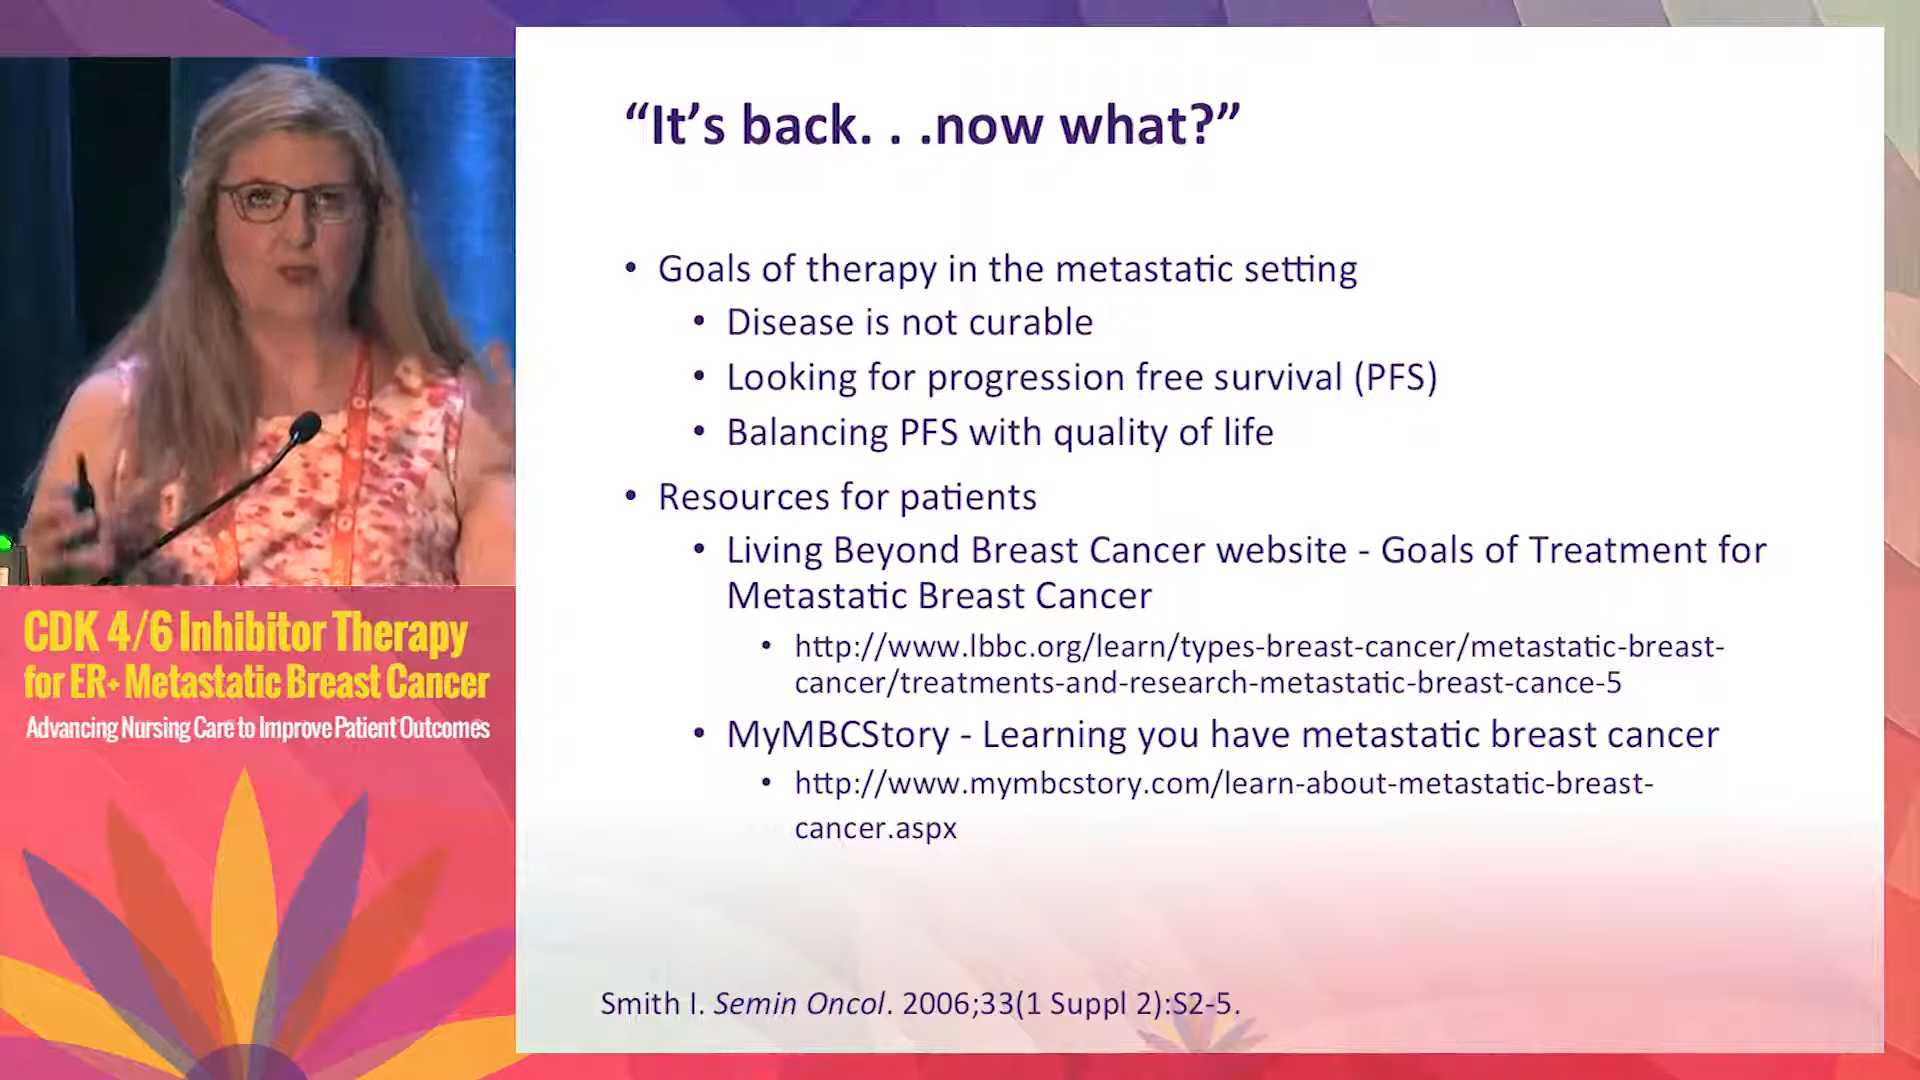 “It’s back. . .now what?”
• Goals of therapy in the metastatic setting
• Disease is not curable
• Looking for progression free survival (PFS)
• Balancing PFS with quality of life
• Resources for patients
• Living Beyond Breast Cancer website - Goals of Treatment for
Metastatic Breast Cancer
• http://www.lbbc.org/learn/types-breast-cancer/metastatic-breast-
cancer/treatments-and-research-metastatic-breast-cance-5
• MyMBCStory - Learning you have metastatic breast cancer
• http://www.mymbcstory.com/learn-about-metastatic-breast-
cancer.aspx
Smith I. Semin Oncol. 2006;33(1 Suppl 2):S2-5.
CDK 4/6 Inhibitor Therapy
for ER+ Metastatic Breast Cancer
Advancing Nursing Care to Improve Patient Outcomes